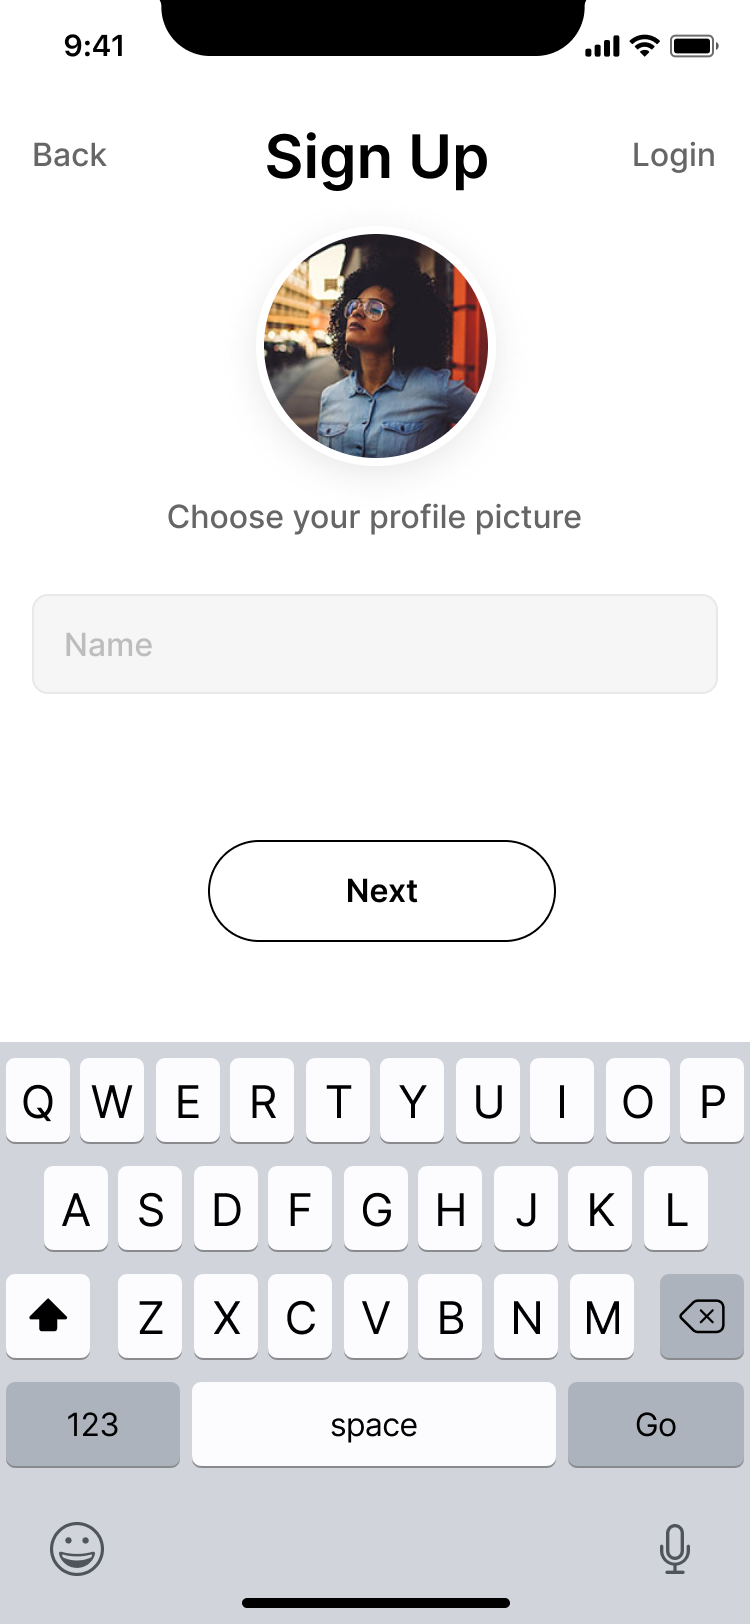 9:41
Back Sign Up Login
Choose your profile picture
Name
Next
Q W E R T Y U I O P
A S D F G H J K L
Z X C V B N M
123 space Go